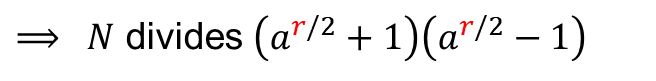 ⟹ N divides (a^{r/2} + 1)(a^{r/2} − 1)